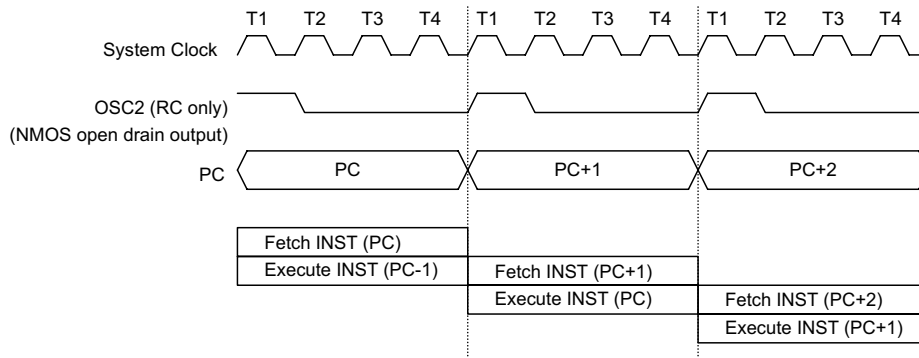 T1 T2 T3 T4 T1 T2 T3 T4 T1 T2 T3 T4
System Clock
OSC2 (RC only)
(NMOS open drain output)
PC PC PC+1 PC+2
Fetch INST (PC)
Execute INST (PC-1) Fetch INST (PC+1)
Execute INST (PC) Fetch INST (PC+2)
Execute INST (PC+1)